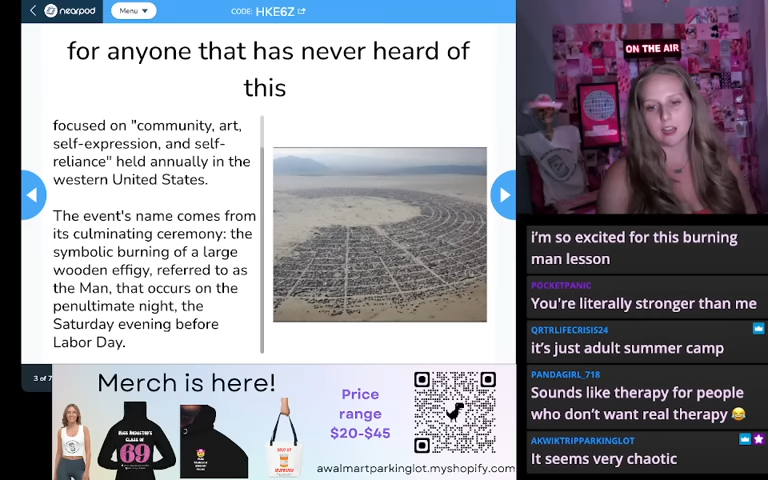 nearpod
Menu
CODE: HKE6Z
for anyone that has never heard of
this
focused on "community, art,
self-expression, and self-
reliance" held annually in the
western United States.
The event's name comes from
its culminating ceremony: the
symbolic burning of a large
wooden effigy, referred to as
the Man, that occurs on the
penultimate night, the
Saturday evening before
Labor Day.
3 of 7
Merch is here!
Price
range
$20-$45
CLASS OF
69
awalmartparkinglot.myshopify.com
ON THE AIR
i'm so excited for this burning
man lesson
POCKETPANIC
You're literally stronger than me
QRTRLIFECRISIS24
it's just adult summer camp
PANDAGIRL_718
Sounds like therapy for people
who don't want real therapy 😂
AKWIKTRIPPARKINGLOT
It seems very chaotic